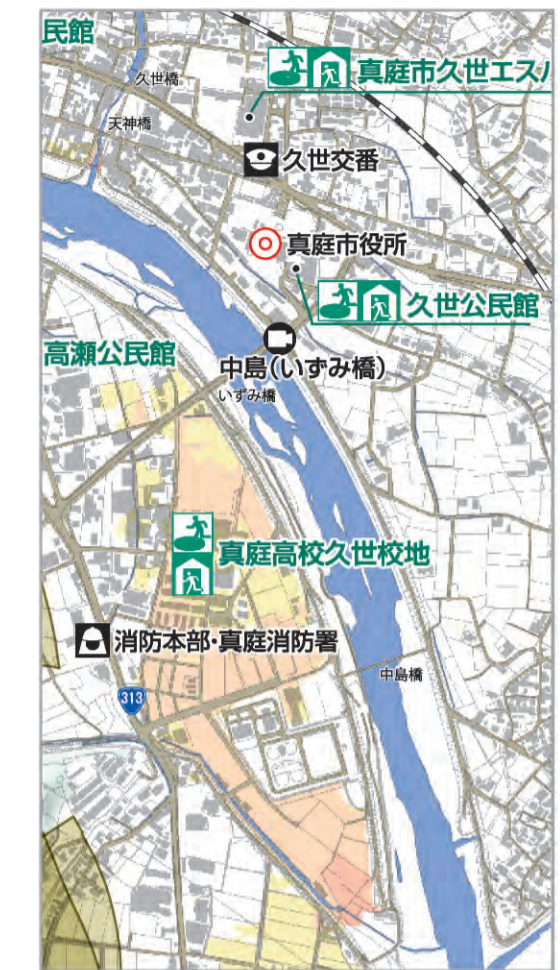 民館
久世橋
真庭市久世エスパ
天神橋
久世交番
真庭市役所
久世公民館
高瀬公民館
中島(いずみ橋)
いずみ橋
真庭高校久世校地
消防本部・真庭消防署
中島橋
313